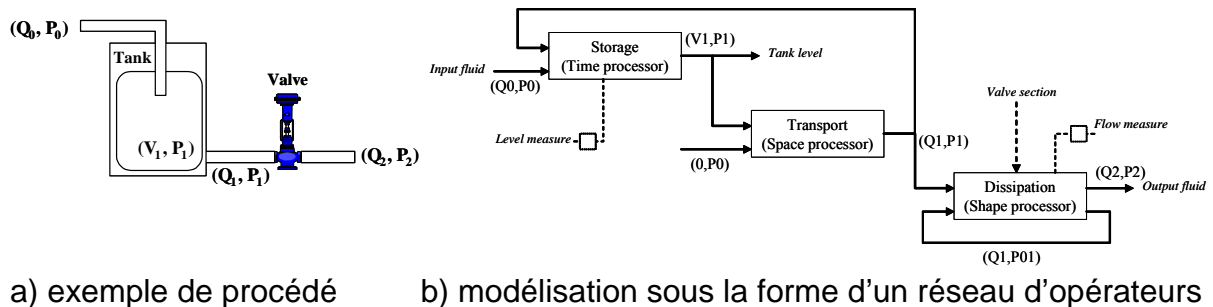 (Q0, P0)
Tank
Valve
(V1, P1)
(Q1, P1)
(Q2, P2)
Storage
(Time processor)
(V1,P1)
Tank level
Input fluid
(Q0,P0)
Level measure
Transport
(Space processor)
(0,P0)
(Q1,P1)
Valve section
Flow measure
Dissipation
(Shape processor)
(Q2,P2)
Output fluid
(Q1,P01)
a) exemple de procédé
b) modélisation sous la forme d'un réseau d'opérateurs